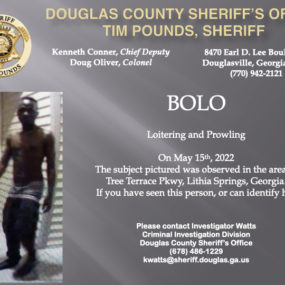 DOUGLAS COUNTY SHERIFF'S OF
TIM POUNDS, SHERIFF
Kenneth Conner, Chief Deputy
Doug Oliver, Colonel
8470 Earl D. Lee Boul
Douglasville, Georgia
(770) 942-2121
BOLO
Loitering and Prowling
On May 15th, 2022
The subject pictured was observed in the area
Tree Terrace Pkwy, Lithia Springs, Georgia
If you have seen this person, or can identify h
Please contact Investigator Watts
Criminal Investigation Division
Douglas County Sheriff's Office
(678) 486-1229
kwatts@sheriff.douglas.ga.us